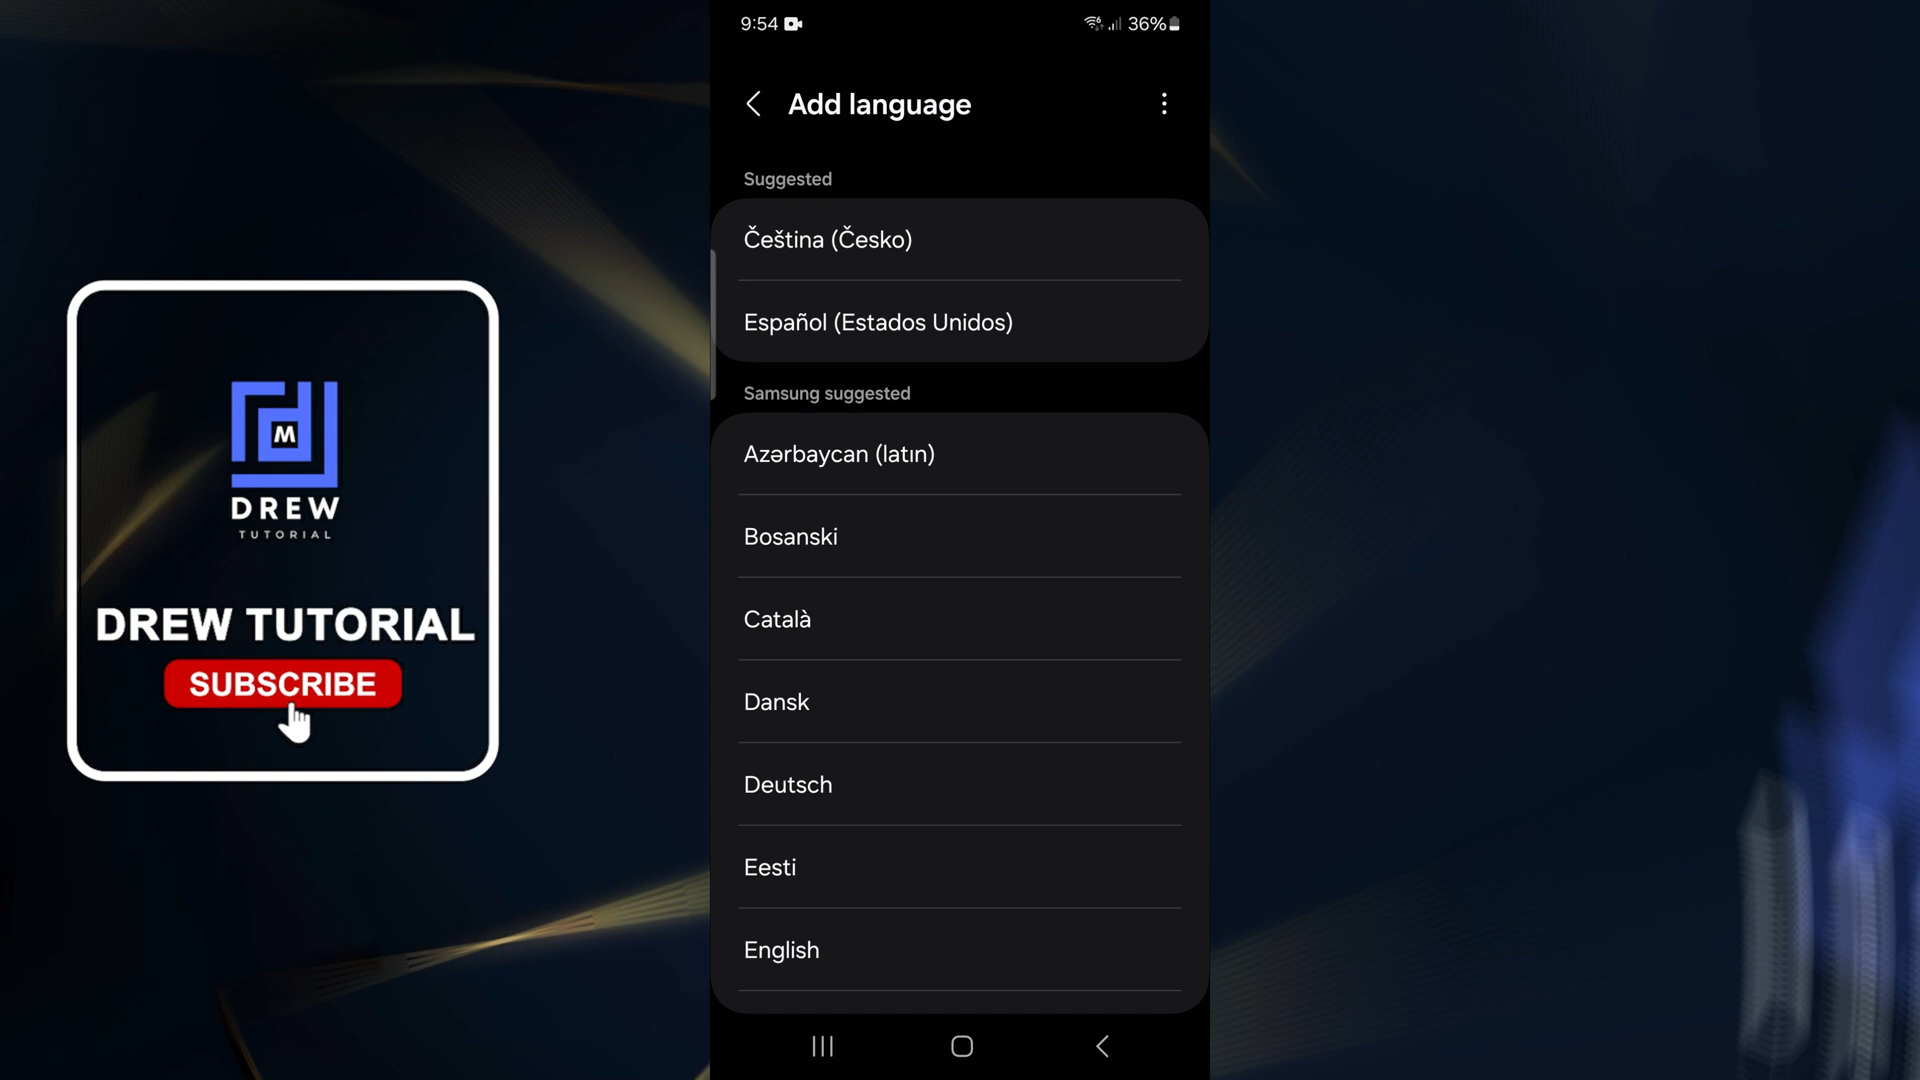 9:54
36%
Add language
Suggested
Čeština (Česko)
Español (Estados Unidos)
Samsung suggested
Azərbaycan (latın)
Bosanski
Català
Dansk
Deutsch
Eesti
English
M
DREW
TUTORIAL
DREW TUTORIAL
SUBSCRIBE